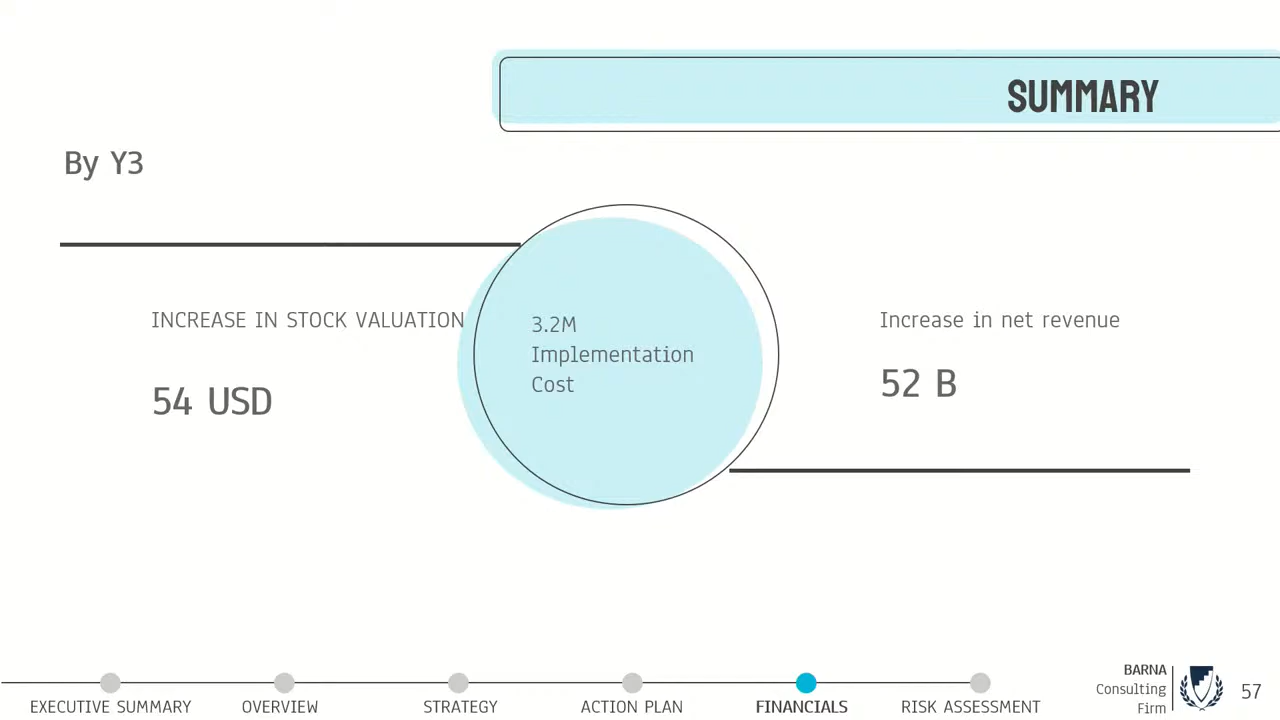 SUMMARY
By Y3
INCREASE IN STOCK VALUATION
54 USD
3.2M
Implementation
Cost
Increase in net revenue
52 B
EXECUTIVE SUMMARY
OVERVIEW
STRATEGY
ACTION PLAN
FINANCIALS
RISK ASSESSMENT
BARNA
Consulting
Firm
57